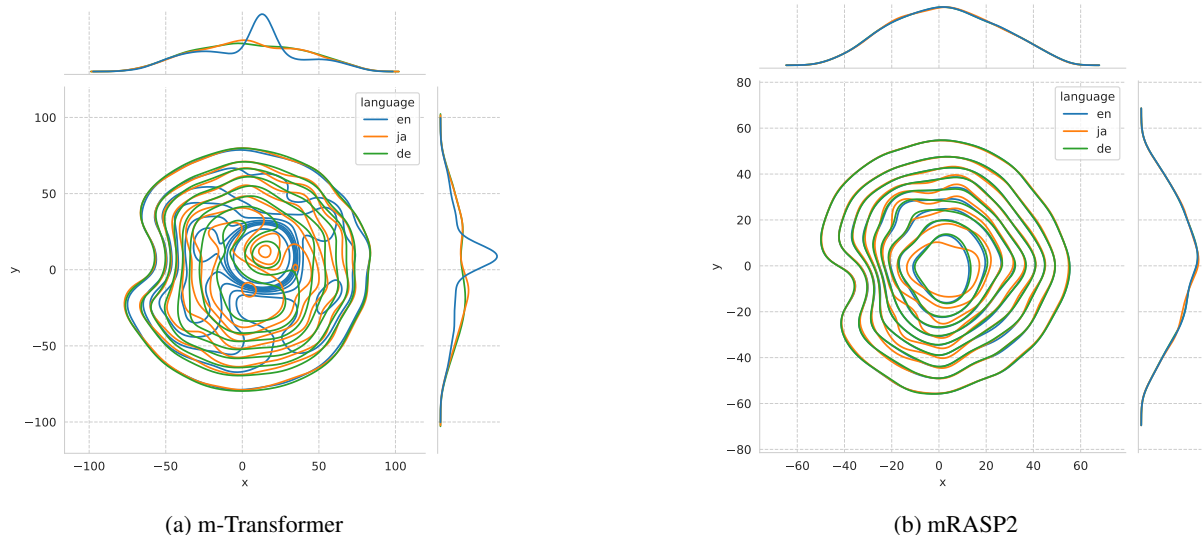 language
en
ja
de
100
50
0
−50
−100
y
−100 −50 0 50 100
x
(a) m-Transformer
language
en
ja
de
80
60
40
20
0
−20
−40
−60
−80
y
−60 −40 −20 0 20 40 60
x
(b) mRASP2